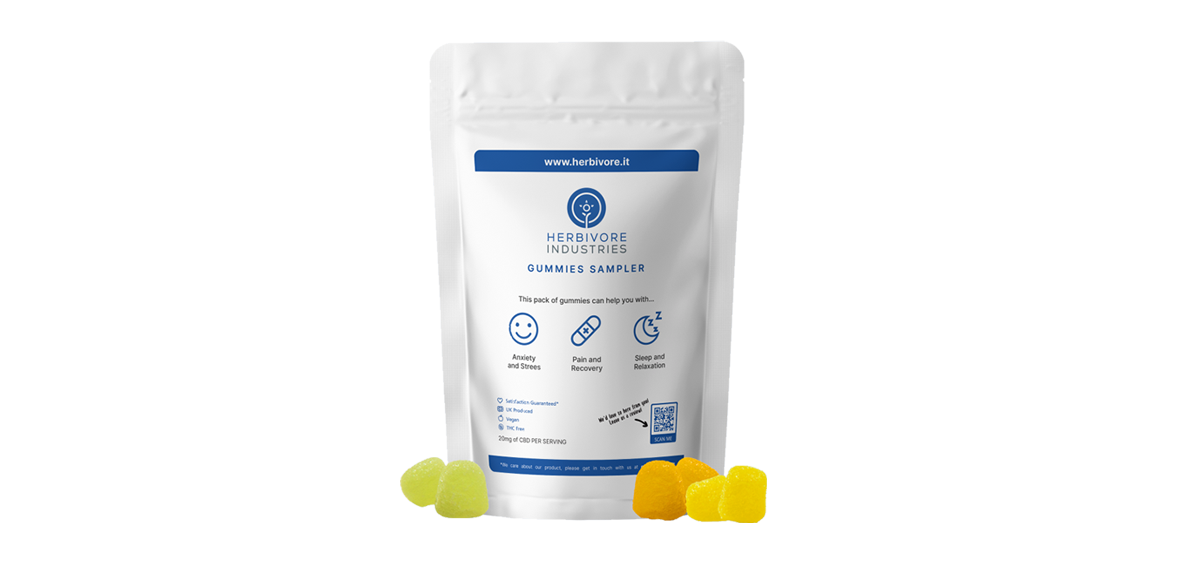 www.herbivore.it
HERBIVORE
INDUSTRIES
GUMMIES SAMPLER
This pack of gummies can help you with...
Anxiety
and Strees
Pain and
Recovery
Sleep and
Relaxation
Satisfaction Guaranteed*
UK Produced
Vegan
THC Free
20mg of CBD PER SERVING
We'd love to hear from you!
Leave us a review!
SCAN ME
*We care about our product, please get in touch with us at